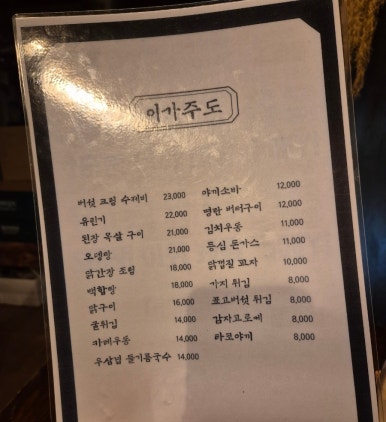 이가주도
버섯 크림 수제비 23,000
유린기 22,000
된장 목살 구이 21,000
오뎅탕 21,000
닭간장 조림 18,000
백합탕 18,000
닭구이 16,000
굴튀김 14,000
카레우동 14,000
우삼겹 들기름국수 14,000
야끼소바 12,000
명란 버터구이 12,000
김치우동 11,000
등심 돈가스 11,000
닭껍질 교자 10,000
가지 튀김 8,000
표고버섯 튀김 8,000
감자고로케 8,000
타코야끼 8,000